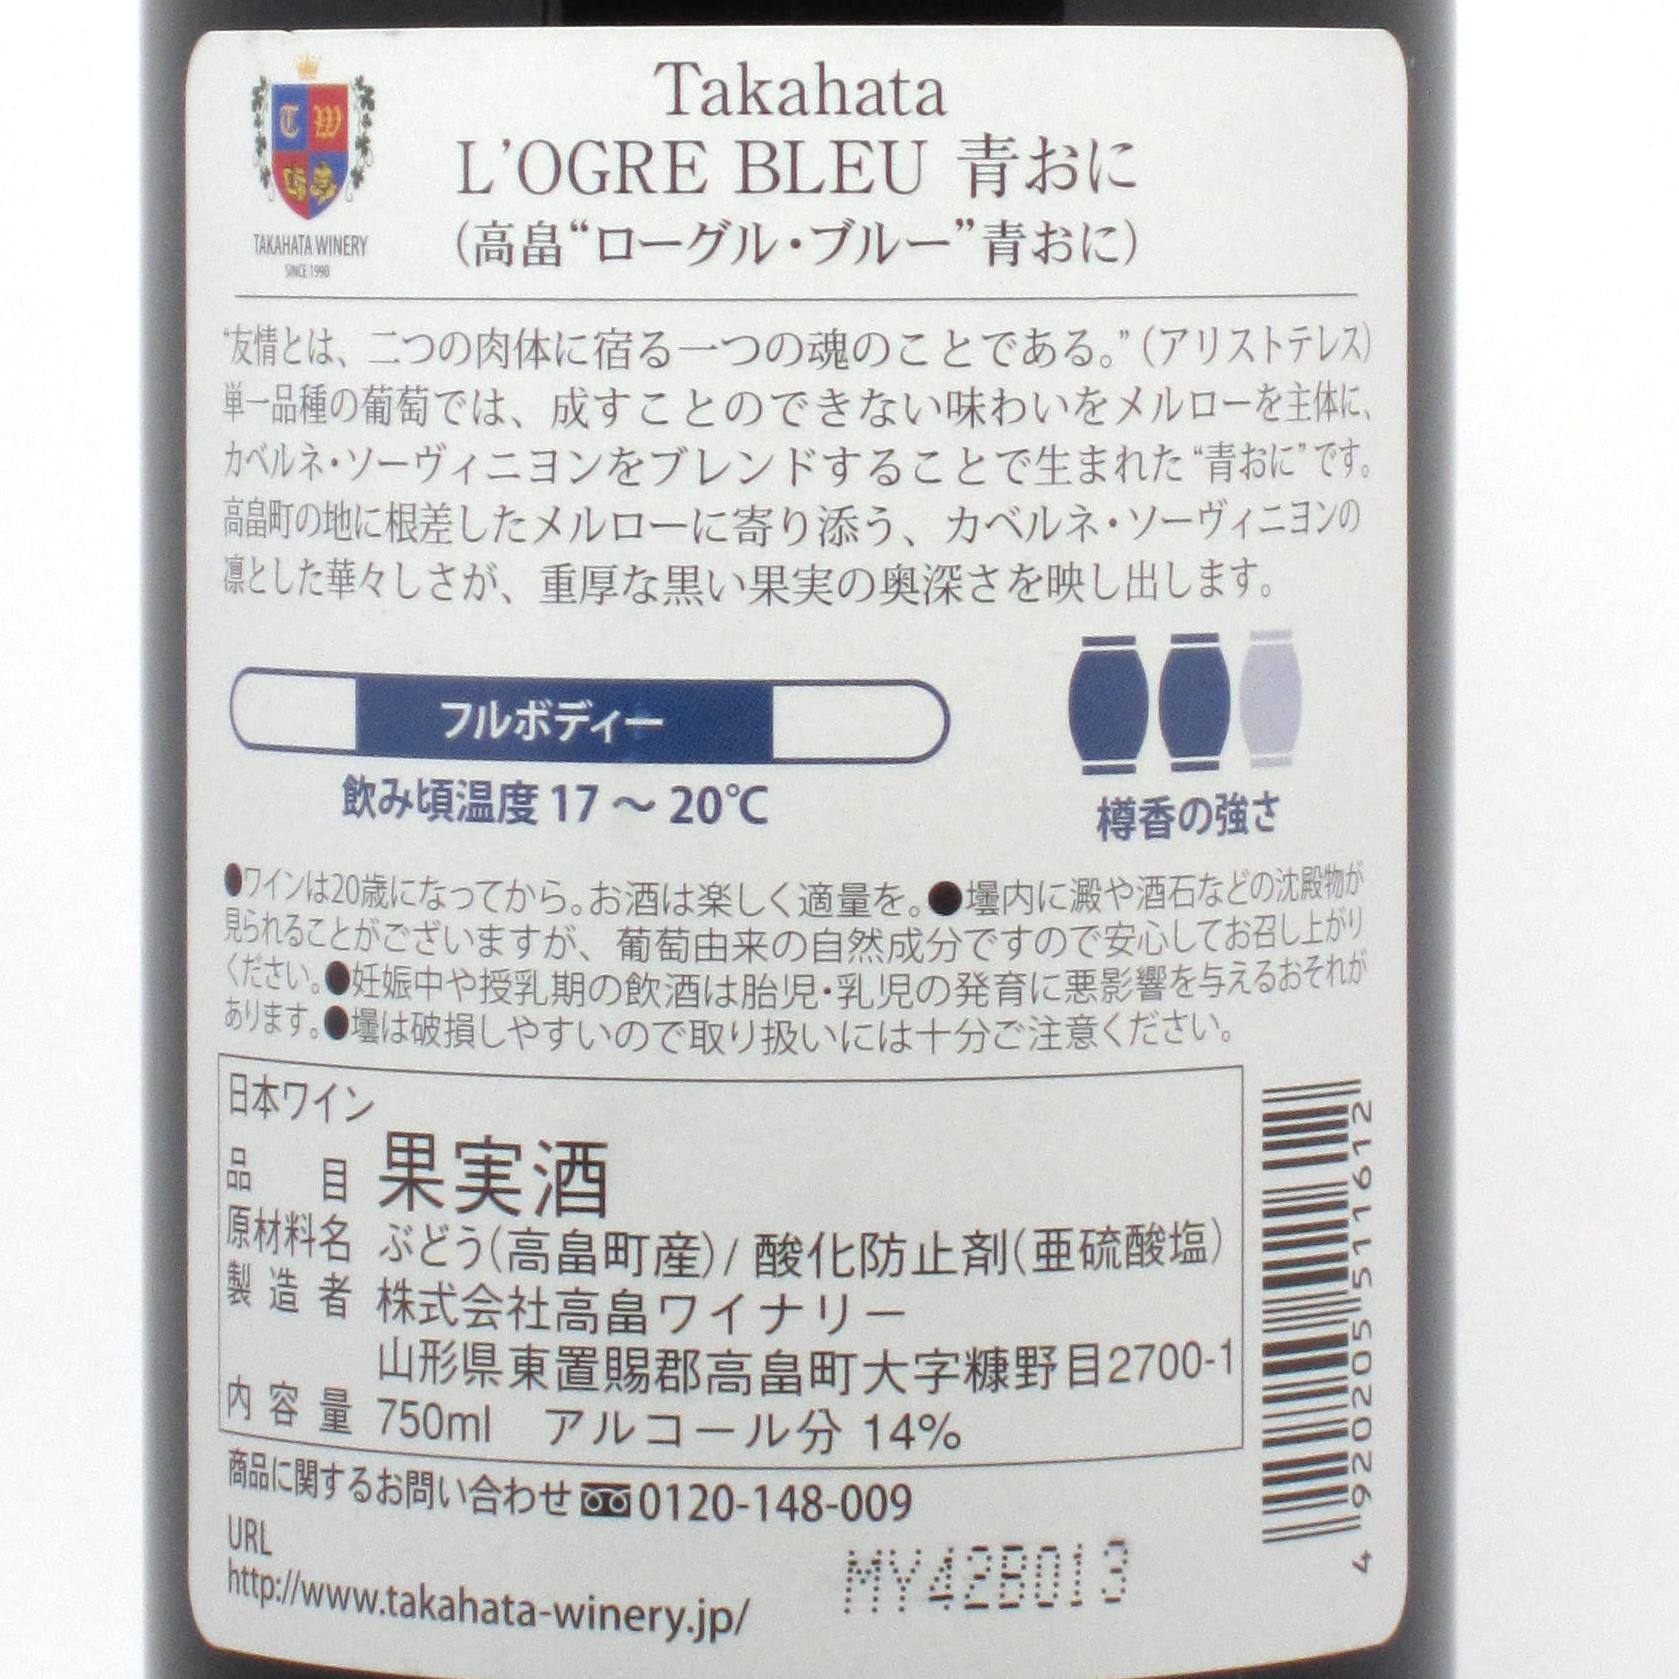 Takahata
L'OGRE BLEU 青おに
(高畠“ローグル・ブルー”青おに)
T W
TAKAHATA WINERY
SINCE 1990
“友情とは、二つの肉体に宿る一つの魂のことである。”(アリストテレス)
単一品種の葡萄では、成すことのできない味わいをメルローを主体に、
カベルネ・ソーヴィニヨンをブレンドすることで生まれた“青おに”です。
高畠町の地に根差したメルローに寄り添う、カベルネ・ソーヴィニヨンの
凛とした華々しさが、重厚な黒い果実の奥深さを映し出します。
フルボディー
飲み頃温度 17 ～ 20℃
樽香の強さ
●ワインは20歳になってから。お酒は楽しく適量を。●壜内に澱や酒石などの沈殿物が
見られることがございますが、葡萄由来の自然成分ですので安心してお召し上がり
ください。●妊娠中や授乳期の飲酒は胎児・乳児の発育に悪影響を与えるおそれが
あります。●壜は破損しやすいので取り扱いには十分ご注意ください。
日本ワイン
品目 果実酒
原材料名 ぶどう(高畠町産)/ 酸化防止剤(亜硫酸塩)
製造者 株式会社高畠ワイナリー
山形県東置賜郡高畠町大字糠野目2700-1
内容量 750ml アルコール分 14%
商品に関するお問い合わせ 0120-148-009
URL
http://www.takahata-winery.jp/
MY42B013
4 920205 511612